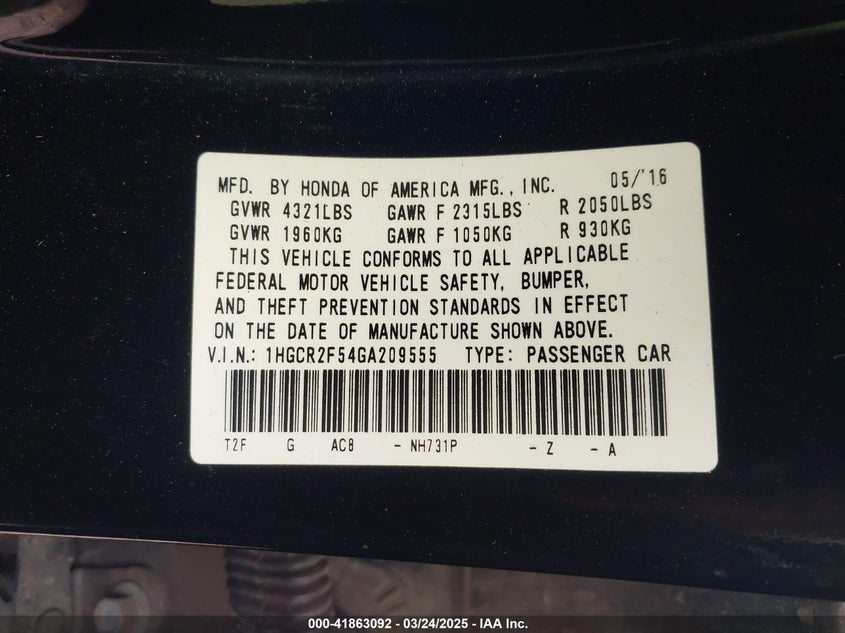 MFD. BY HONDA OF AMERICA MFG., INC. 05/'16
GVWR 4321LBS GAWR F 2315LBS R 2050LBS
GVWR 1960KG GAWR F 1050KG R 930KG
THIS VEHICLE CONFORMS TO ALL APPLICABLE
FEDERAL MOTOR VEHICLE SAFETY, BUMPER,
AND THEFT PREVENTION STANDARDS IN EFFECT
ON THE DATE OF MANUFACTURE SHOWN ABOVE.
V.I.N.: 1HGCR2F54GA209555 TYPE: PASSENGER CAR
T2F G AC8 - NH731P - Z - A
000-41863092 - 03/24/2025 - IAA Inc.